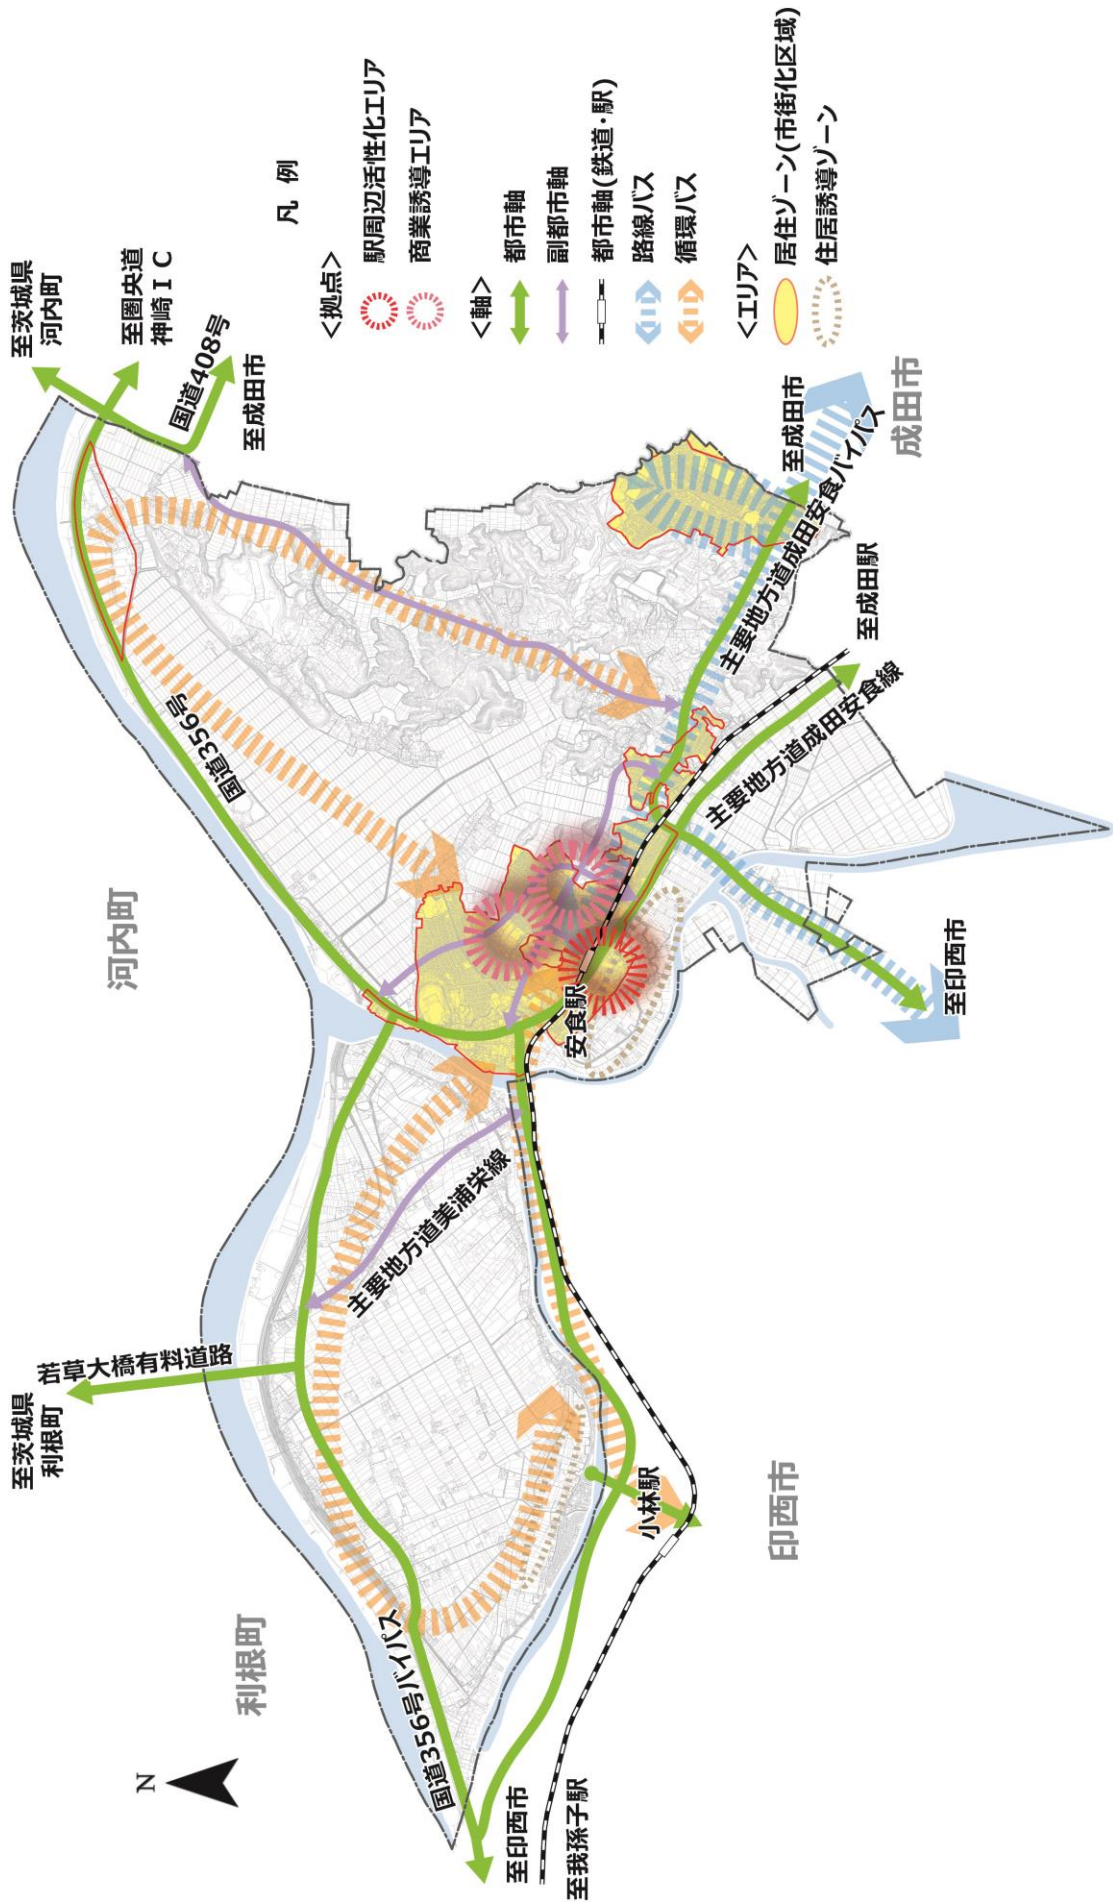 N
利根町
河内町
至茨城県
利根町
若草大橋有料道路
至茨城県
河内町
至圏央道
神崎IC
国道408号
至成田市
国道356号
国道356号バイパス
主要地方道美浦栄線
至印西市
至我孫子駅
小林駅
印西市
安食駅
至印西市
主要地方道成田安食線
至成田駅
主要地方道成田安食バイパス
至成田市
成田市
凡 例
<拠点>
駅周辺活性化エリア
商業誘導エリア
<軸>
都市軸
副都市軸
都市軸(鉄道・駅)
路線バス
循環バス
<エリア>
居住ゾーン(市街化区域)
住居誘導ゾーン